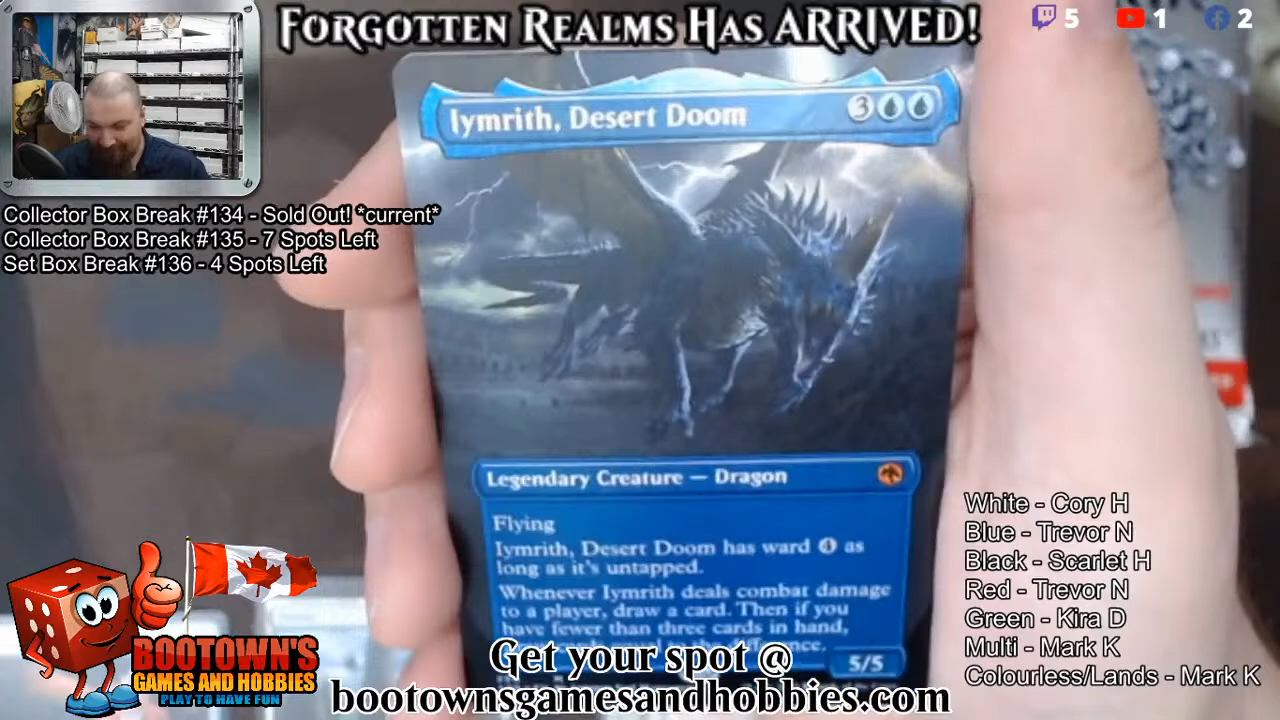 FORGOTTEN REALMS HAS ARRIVED!
5 1 2
Collector Box Break #134 - Sold Out! *current*
Collector Box Break #135 - 7 Spots Left
Set Box Break #136 - 4 Spots Left
Iymrith, Desert Doom 3
Legendary Creature — Dragon
Flying
Iymrith, Desert Doom has ward 4 as
long as it's untapped.
Whenever Iymrith deals combat damage
to a player, draw a card. Then if you
have fewer than three cards in hand,
5/5
White - Cory H
Blue - Trevor N
Black - Scarlet H
Red - Trevor N
Green - Kira D
Multi - Mark K
Colourless/Lands - Mark K
BOOTOWN'S
GAMES AND HOBBIES
PLAY TO HAVE FUN
Get your spot @
bootownsgamesandhobbies.com